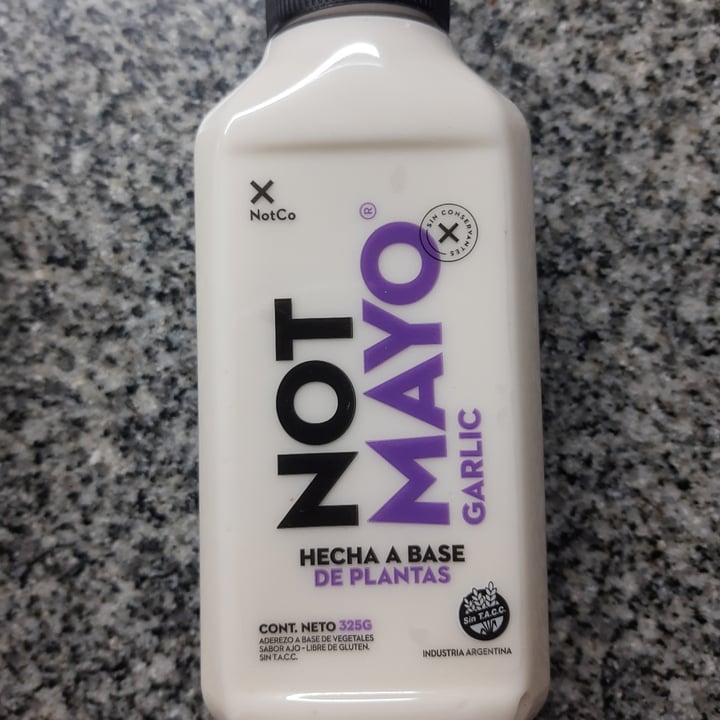 NotCo
SIN CONSERVANTES
NOT
MAYO®
GARLIC
HECHA A BASE
DE PLANTAS
CONT. NETO 325G
ADEREZO A BASE DE VEGETALES
SABOR AJO - LIBRE DE GLUTEN.
SIN T.A.C.C.
Sin T.A.C.C.
INDUSTRIA ARGENTINA